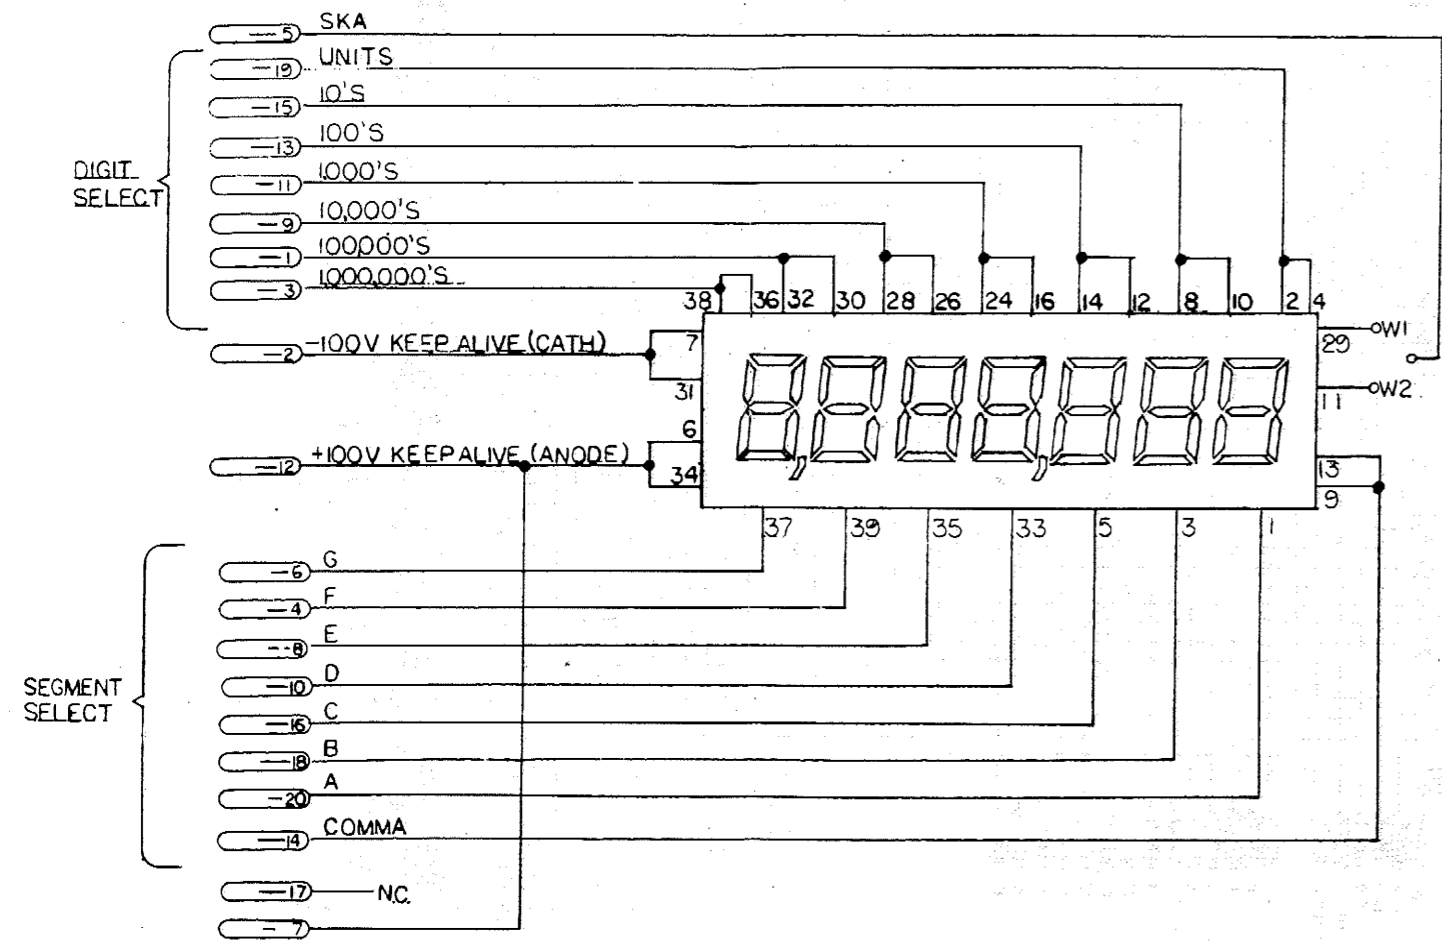 -5 SKA
-19 UNITS
-15 10'S
-13 100'S
-11 1000'S
-9 10,000'S
-1 100,000'S
-3 1,000,000'S
DIGIT
SELECT
38 36 32 30 28 26 24 16 14 12 8 10 2 4
-2 -100V KEEP ALIVE (CATH)
7
31
29 W1
11 W2
-12 +100V KEEP ALIVE (ANODE)
6
34
13
9
37 39 35 33 5 3 1
SEGMENT
SELECT
-6 G
-4 F
--8 E
-10 D
-16 C
-18 B
-20 A
-14 COMMA
-17 N.C.
-7